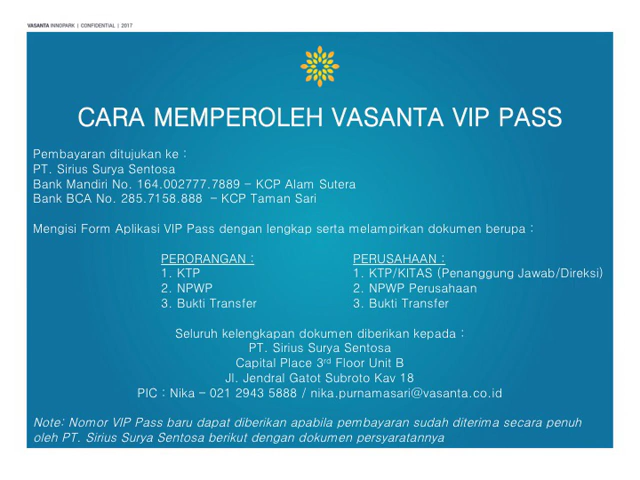 VASANTA INNOPARK | CONFIDENTIAL | 2017
CARA MEMPEROLEH VASANTA VIP PASS
Pembayaran ditujukan ke :
PT. Sirius Surya Sentosa
Bank Mandiri No. 164.002777.7889 – KCP Alam Sutera
Bank BCA No. 285.7158.888 – KCP Taman Sari
Mengisi Form Aplikasi VIP Pass dengan lengkap serta melampirkan dokumen berupa :
PERORANGAN :
1. KTP
2. NPWP
3. Bukti Transfer
PERUSAHAAN :
1. KTP/KITAS (Penanggung Jawab/Direksi)
2. NPWP Perusahaan
3. Bukti Transfer
Seluruh kelengkapan dokumen diberikan kepada :
PT. Sirius Surya Sentosa
Capital Place 3rd Floor Unit B
Jl. Jendral Gatot Subroto Kav 18
PIC : Nika – 021 2943 5888 / nika.purnamasari@vasanta.co.id
Note: Nomor VIP Pass baru dapat diberikan apabila pembayaran sudah diterima secara penuh
oleh PT. Sirius Surya Sentosa berikut dengan dokumen persyaratannya